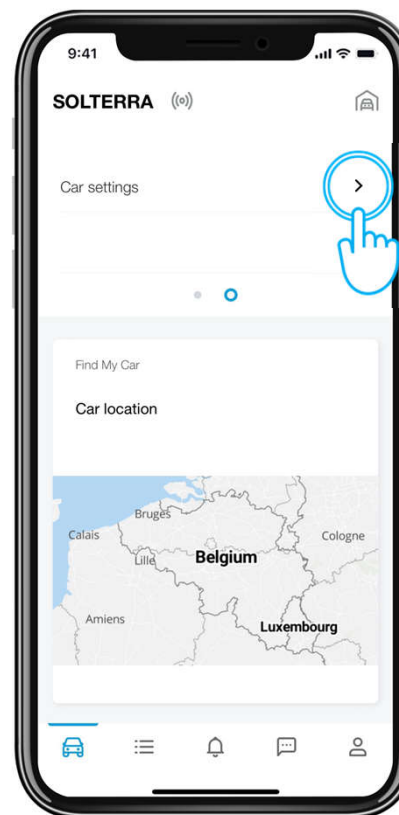 9:41
SOLTERRA
Car settings
Find My Car
Car location
Bruges
Calais
Cologne
Lille
Belgium
Amiens
Luxembourg